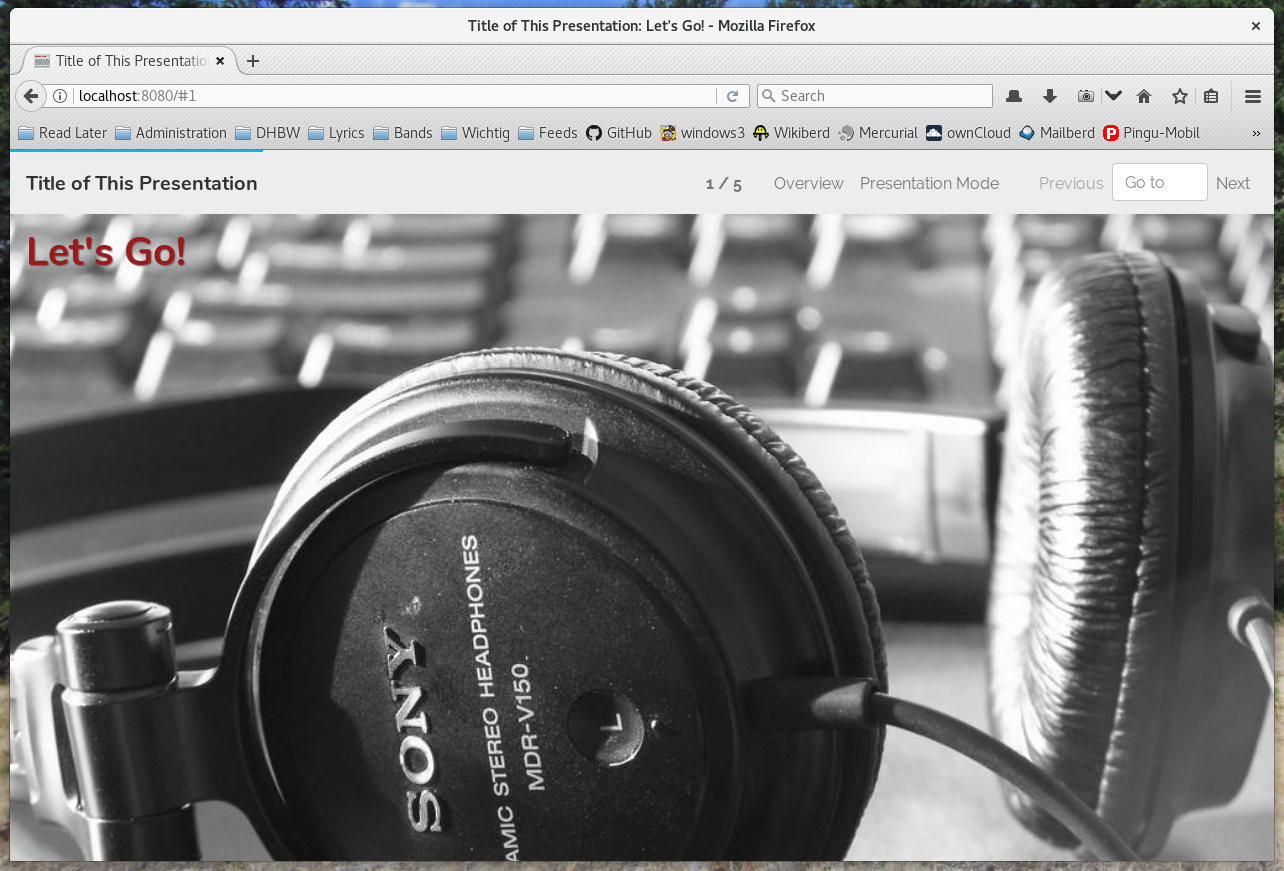 Title of This Presentation: Let's Go! - Mozilla Firefox
Title of This Presentatio
localhost:8080/#1
Search
Read Later Administration DHBW Lyrics Bands Wichtig Feeds GitHub windows3 Wikiberd Mercurial ownCloud Mailberd Pingu-Mobil
Title of This Presentation 1 / 5 Overview Presentation Mode Previous Go to Next
Let's Go!
SONY
AMIC STEREO HEADPHONES
MDR-V150
L